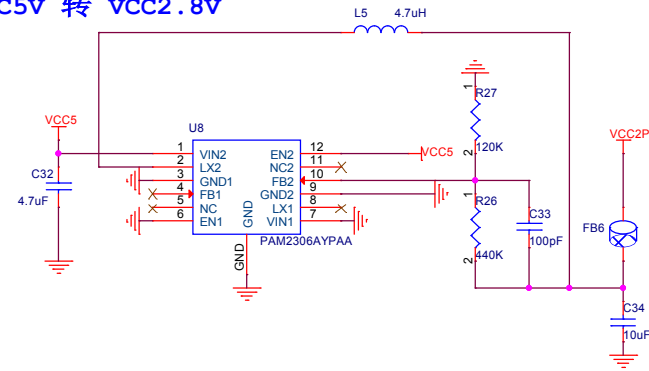 C5V 转 VCC2.8V
L5 4.7uH
1
R27
120K
2
VCC5
U8
VCC2P
1 VIN2 EN2 12 VCC5
2 LX2 NC2 11
3 GND1 FB2 10
4 FB1 GND2 9
5 NC LX1 8
6 EN1 VIN1 7
GND
GND
PAM2306AYPAA
C32
4.7uF
1
R26
440K
2
C33
100pF
FB6
C34
10uF